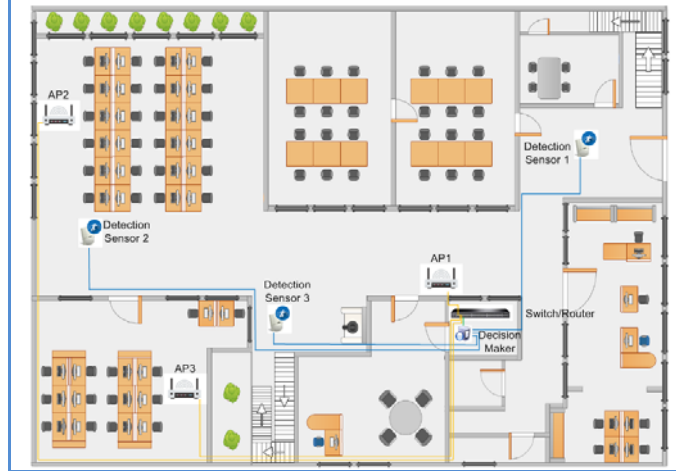 AP2
Detection
Sensor 1
Detection
Sensor 2
AP1
Detection
Sensor 3
Switch/Router
Decision
Maker
AP3